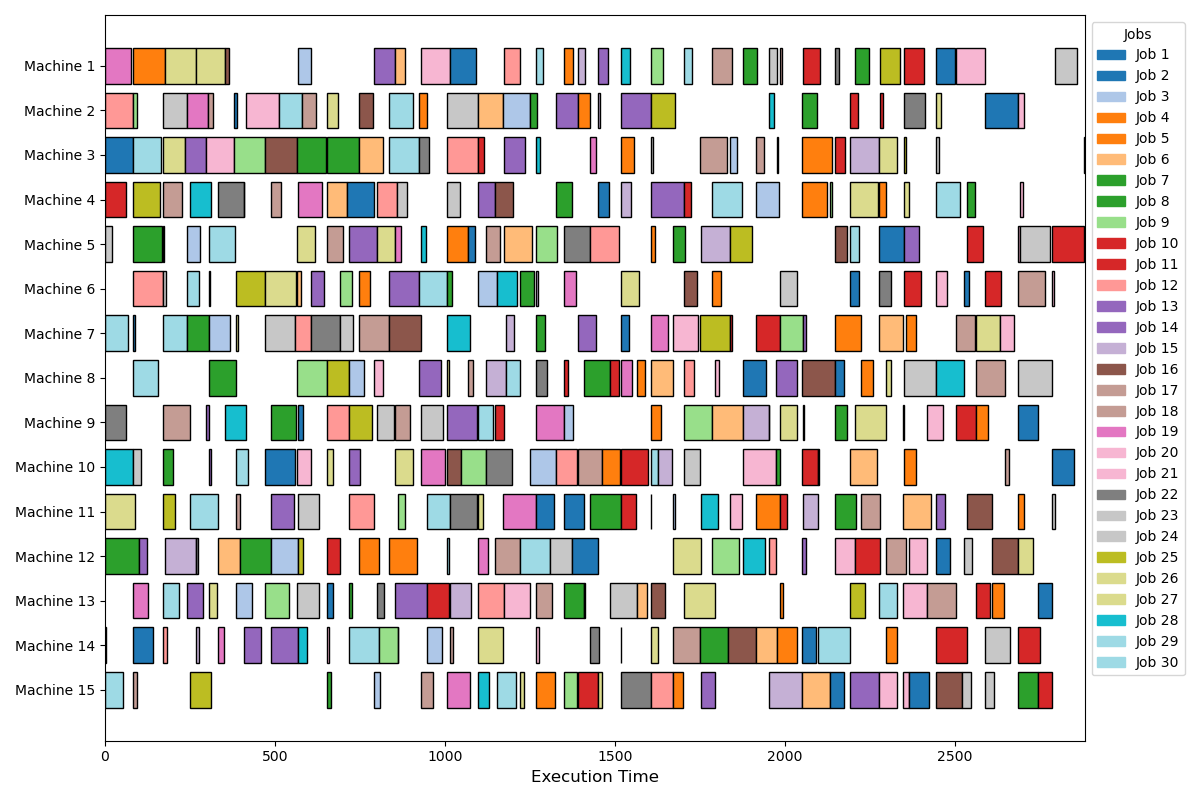 Machine 1
Machine 2
Machine 3
Machine 4
Machine 5
Machine 6
Machine 7
Machine 8
Machine 9
Machine 10
Machine 11
Machine 12
Machine 13
Machine 14
Machine 15
0 500 1000 1500 2000 2500
Execution Time
Jobs
Job 1
Job 2
Job 3
Job 4
Job 5
Job 6
Job 7
Job 8
Job 9
Job 10
Job 11
Job 12
Job 13
Job 14
Job 15
Job 16
Job 17
Job 18
Job 19
Job 20
Job 21
Job 22
Job 23
Job 24
Job 25
Job 26
Job 27
Job 28
Job 29
Job 30